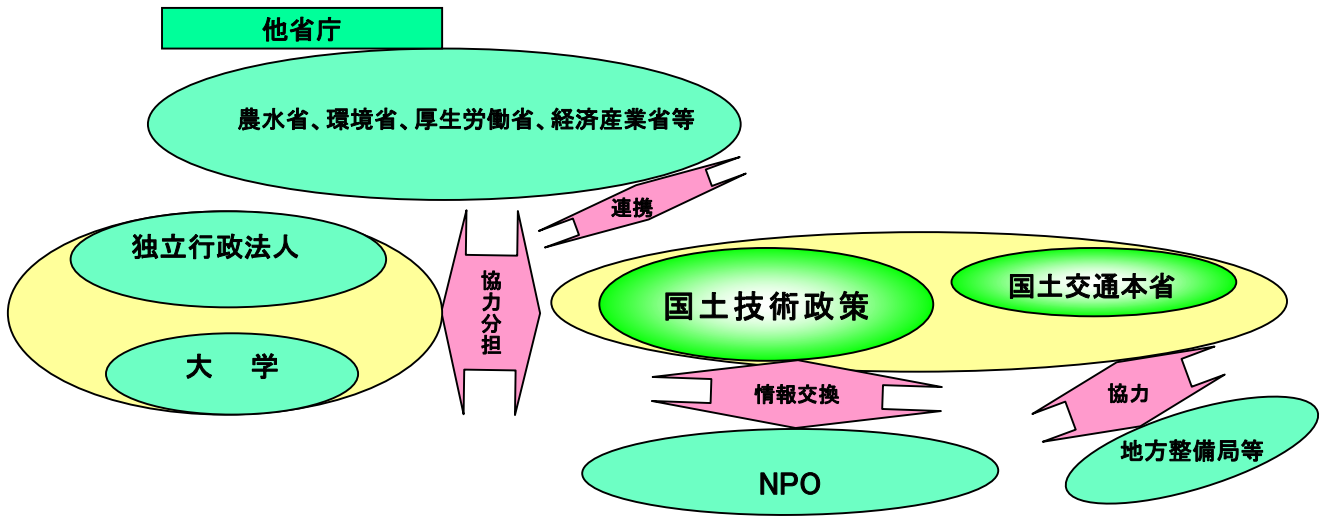 他省庁
農水省、環境省、厚生労働省、経済産業省等
連携
独立行政法人
協力分担
国土技術政策
国土交通本省
大　学
情報交換
協力
地方整備局等
NPO